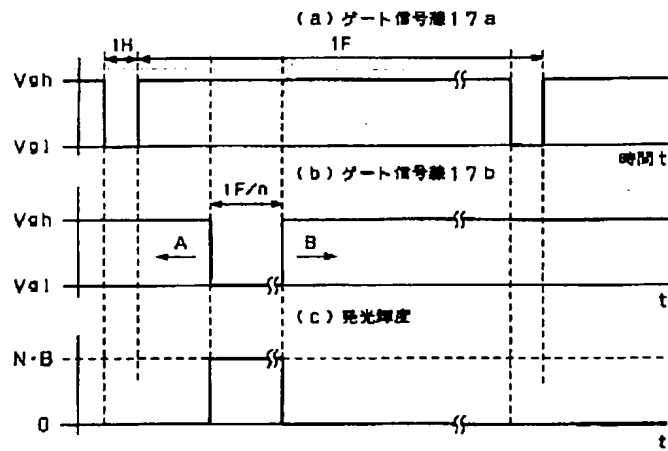 (a)ゲート信号線17a
1H
1F
Vgh
Vgl
時間t
(b)ゲート信号線17b
1F/n
Vgh
A
B
Vgl
t
(c)発光輝度
N·B
0
t